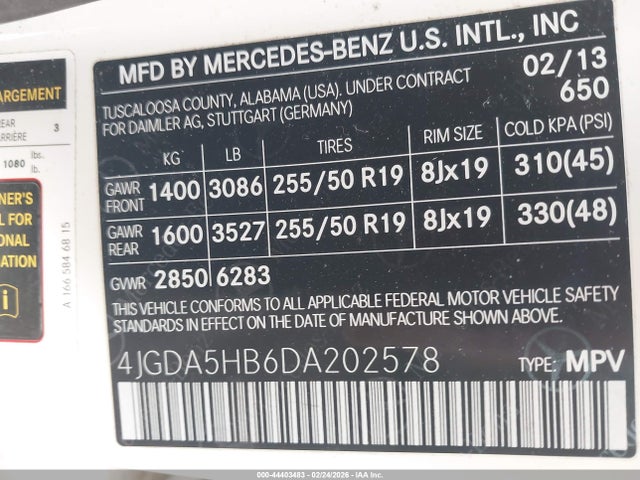 ARGEMENT
REAR
ARRIÈRE 3
1080 lbs.
lb.
NER'S
L FOR
ONAL
ATION
A 166 584 68 15
MFD BY MERCEDES-BENZ U.S. INTL., INC
TUSCALOOSA COUNTY, ALABAMA (USA). UNDER CONTRACT
FOR DAIMLER AG, STUTTGART (GERMANY)
02/13
650
KG LB TIRES RIM SIZE COLD KPA (PSI)
GAWR FRONT 1400 3086 255/50 R19 8Jx19 310(45)
GAWR REAR 1600 3527 255/50 R19 8Jx19 330(48)
GVWR 2850 6283
THIS VEHICLE CONFORMS TO ALL APPLICABLE FEDERAL MOTOR VEHICLE SAFETY
STANDARDS IN EFFECT ON THE DATE OF MANUFACTURE SHOWN ABOVE.
4JGDA5HB6DA202578
TYPE: MPV
000-44403483 - 02/24/2026 - IAA Inc.